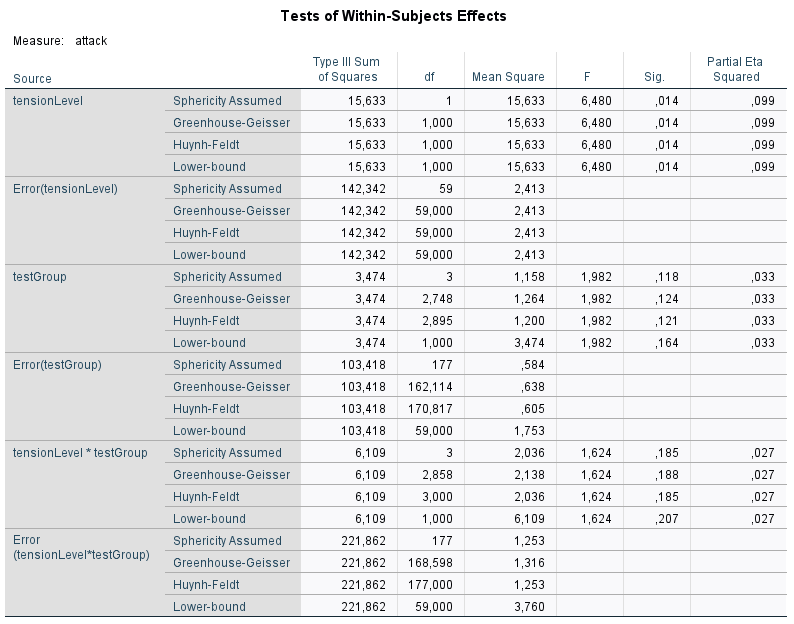 Tests of Within-Subjects Effects
Measure: attack
Source Type III Sum of Squares df Mean Square F Sig. Partial Eta Squared
tensionLevel Sphericity Assumed 15,633 1 15,633 6,480 ,014 ,099
Greenhouse-Geisser 15,633 1,000 15,633 6,480 ,014 ,099
Huynh-Feldt 15,633 1,000 15,633 6,480 ,014 ,099
Lower-bound 15,633 1,000 15,633 6,480 ,014 ,099
Error(tensionLevel) Sphericity Assumed 142,342 59 2,413
Greenhouse-Geisser 142,342 59,000 2,413
Huynh-Feldt 142,342 59,000 2,413
Lower-bound 142,342 59,000 2,413
testGroup Sphericity Assumed 3,474 3 1,158 1,982 ,118 ,033
Greenhouse-Geisser 3,474 2,748 1,264 1,982 ,124 ,033
Huynh-Feldt 3,474 2,895 1,200 1,982 ,121 ,033
Lower-bound 3,474 1,000 3,474 1,982 ,164 ,033
Error(testGroup) Sphericity Assumed 103,418 177 ,584
Greenhouse-Geisser 103,418 162,114 ,638
Huynh-Feldt 103,418 170,817 ,605
Lower-bound 103,418 59,000 1,753
tensionLevel * testGroup Sphericity Assumed 6,109 3 2,036 1,624 ,185 ,027
Greenhouse-Geisser 6,109 2,858 2,138 1,624 ,188 ,027
Huynh-Feldt 6,109 3,000 2,036 1,624 ,185 ,027
Lower-bound 6,109 1,000 6,109 1,624 ,207 ,027
Error (tensionLevel*testGroup) Sphericity Assumed 221,862 177 1,253
Greenhouse-Geisser 221,862 168,598 1,316
Huynh-Feldt 221,862 177,000 1,253
Lower-bound 221,862 59,000 3,760